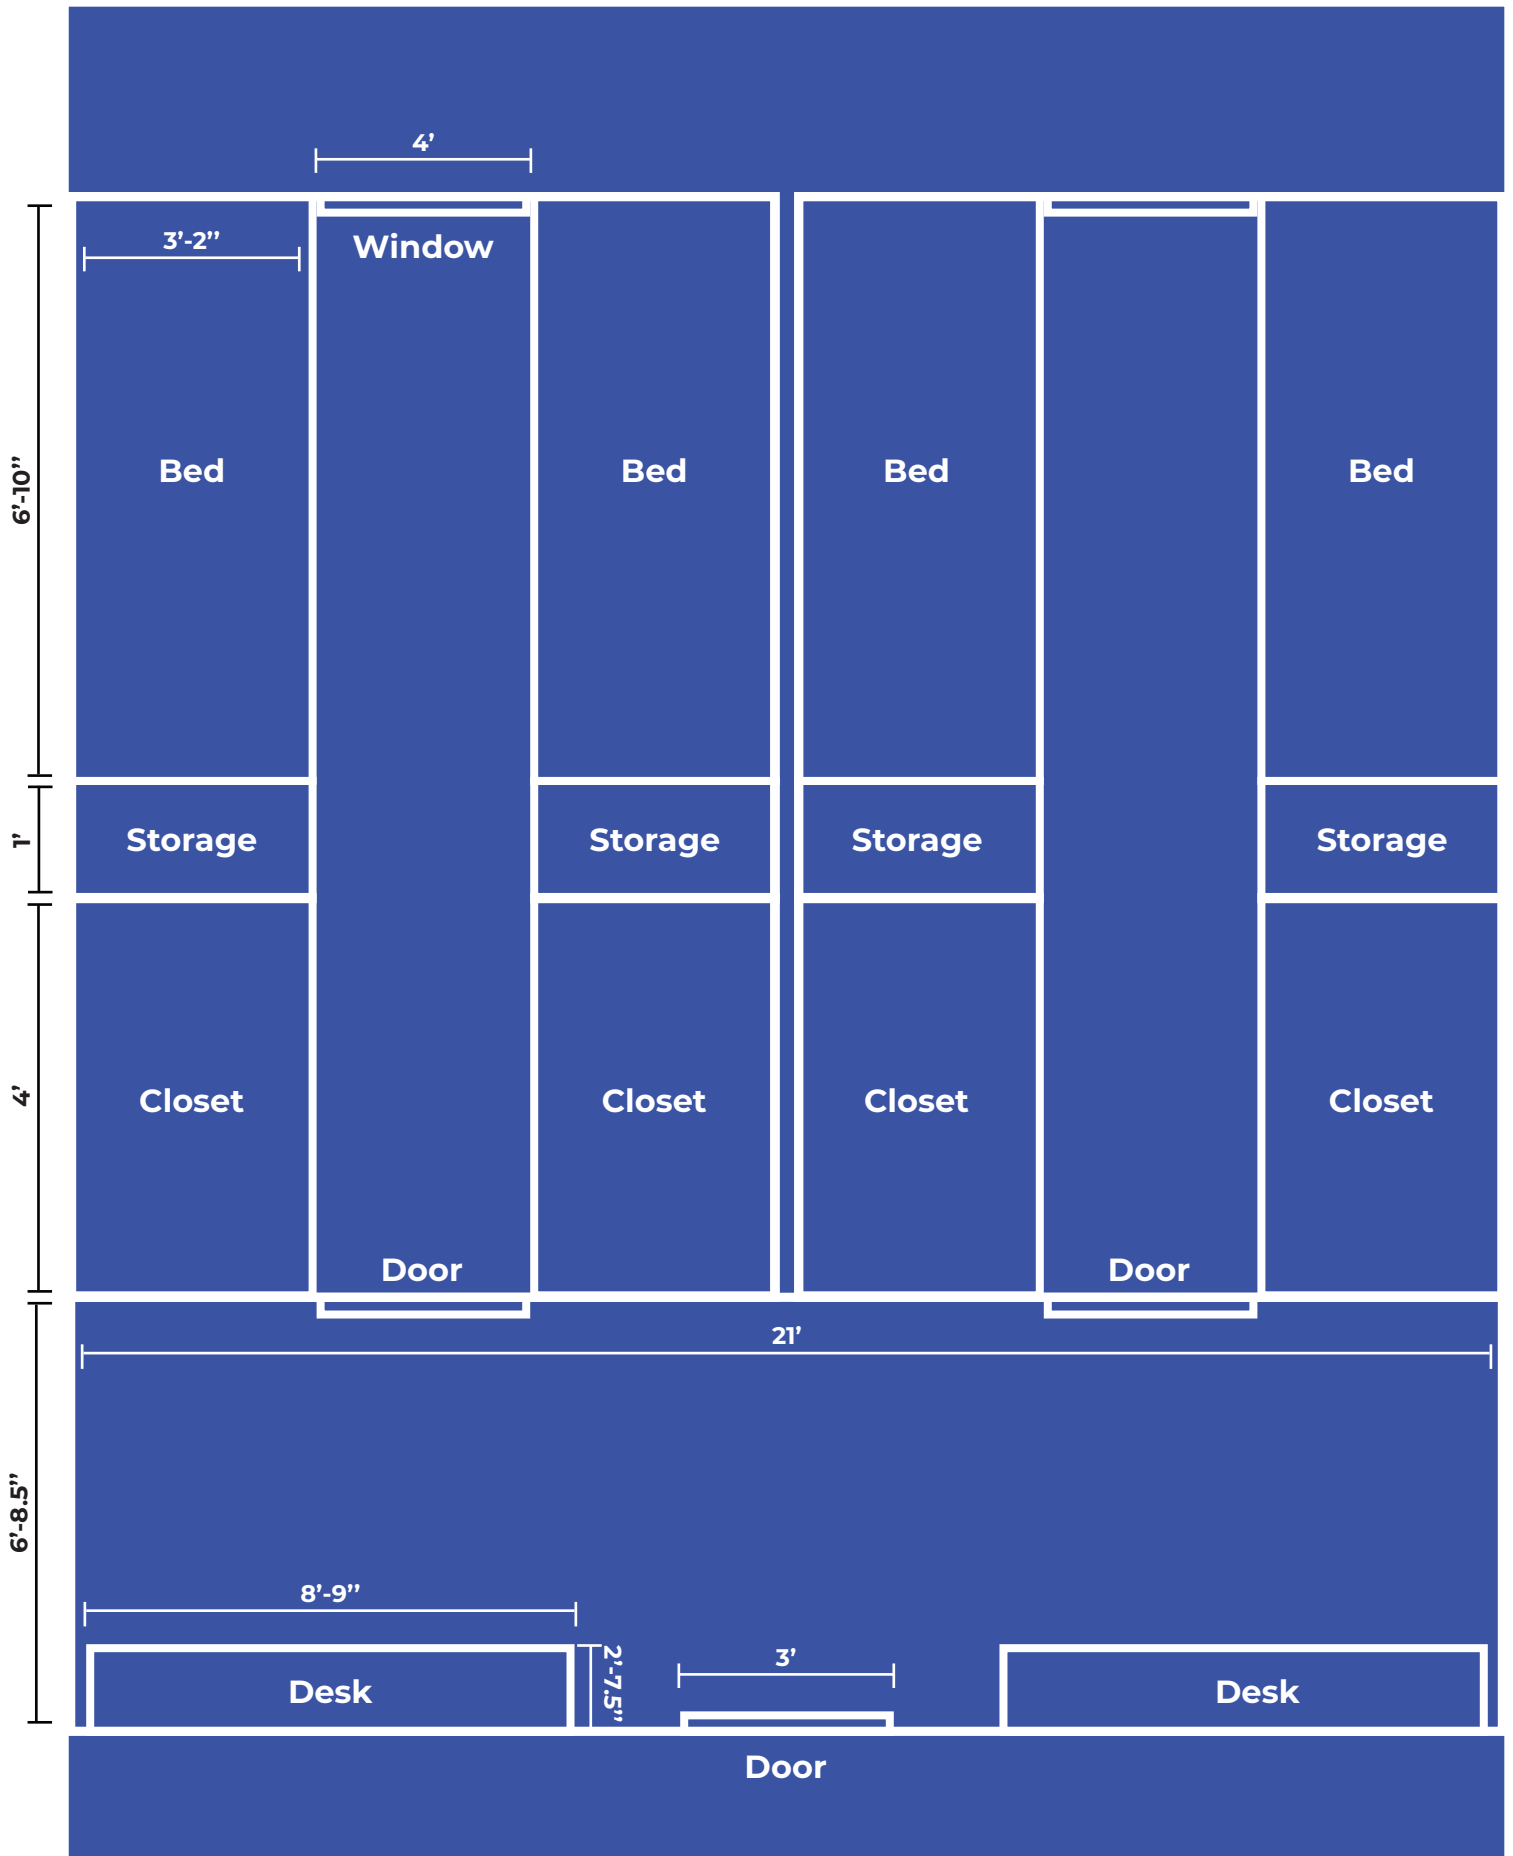 4’
3’-2’’
Window
6’-10’’
Bed
Bed
Bed
Bed
1’
Storage
Storage
Storage
Storage
4’
Closet
Closet
Closet
Closet
Door
Door
21’
6’-8.5’’
8’-9’’
2’-7.5’’
3’
Desk
Desk
Door